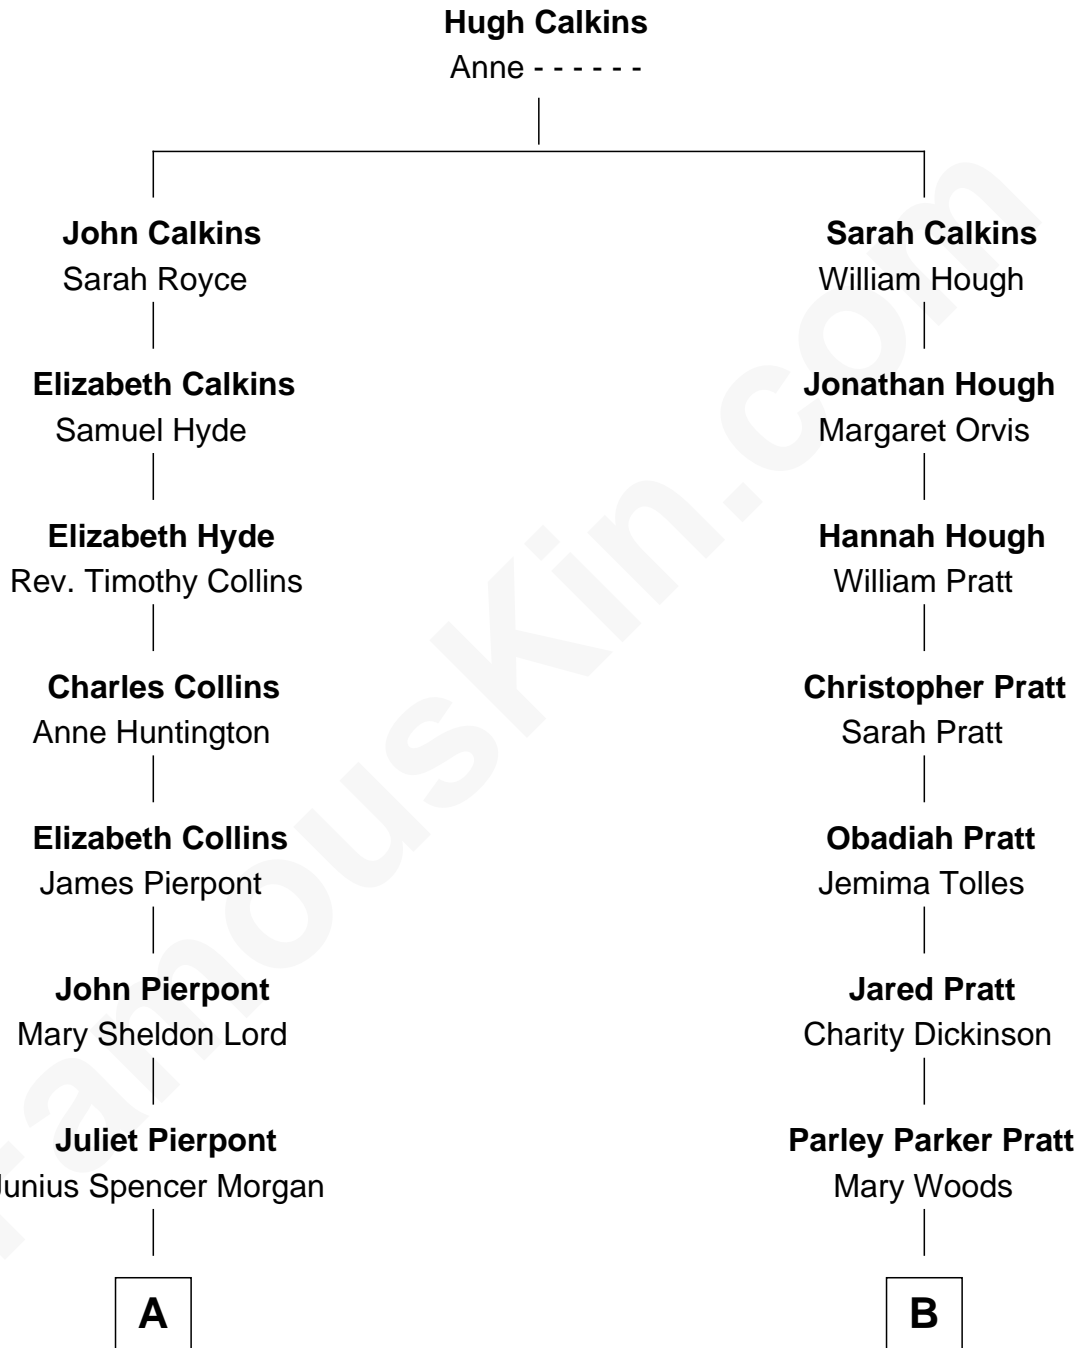 Hugh Calkins
Anne - - - - - -
John Calkins
Sarah Royce
Sarah Calkins
William Hough
Elizabeth Calkins
Samuel Hyde
Jonathan Hough
Margaret Orvis
Elizabeth Hyde
Rev. Timothy Collins
Hannah Hough
William Pratt
Charles Collins
Anne Huntington
Christopher Pratt
Sarah Pratt
Elizabeth Collins
James Pierpont
Obadiah Pratt
Jemima Tolles
John Pierpont
Mary Sheldon Lord
Jared Pratt
Charity Dickinson
Juliet Pierpont
Junius Spencer Morgan
Parley Parker Pratt
Mary Woods
A
B
FamousKin.com